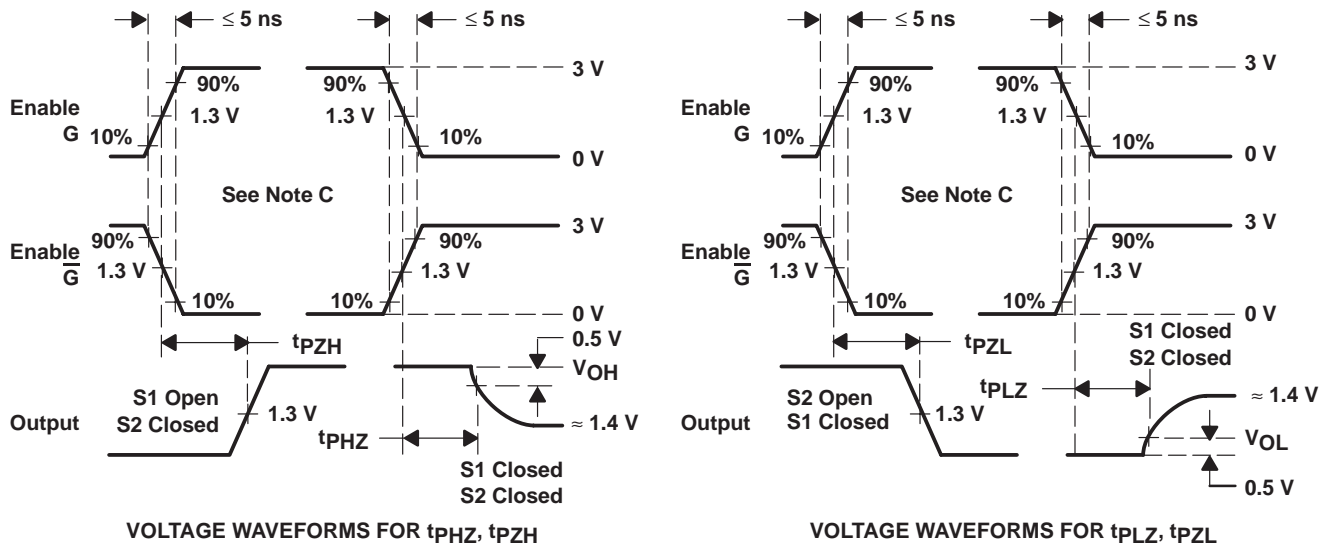 ≤ 5 ns
≤ 5 ns
3 V
90%
90%
Enable
G
1.3 V
1.3 V
10%
10%
0 V
See Note C
3 V
90%
90%
Enable
G
1.3 V
1.3 V
10%
10%
0 V
tPZH
0.5 V
VOH
S1 Open
S2 Closed
Output
1.3 V
≈ 1.4 V
tPHZ
S1 Closed
S2 Closed
VOLTAGE WAVEFORMS FOR tPHZ, tPZH
≤ 5 ns
≤ 5 ns
3 V
90%
90%
Enable
G
1.3 V
1.3 V
10%
10%
0 V
See Note C
3 V
90%
90%
Enable
G
1.3 V
1.3 V
10%
10%
0 V
tPZL
S1 Closed
S2 Closed
tPLZ
S2 Open
S1 Closed
Output
1.3 V
≈ 1.4 V
VOL
0.5 V
VOLTAGE WAVEFORMS FOR tPLZ, tPZL